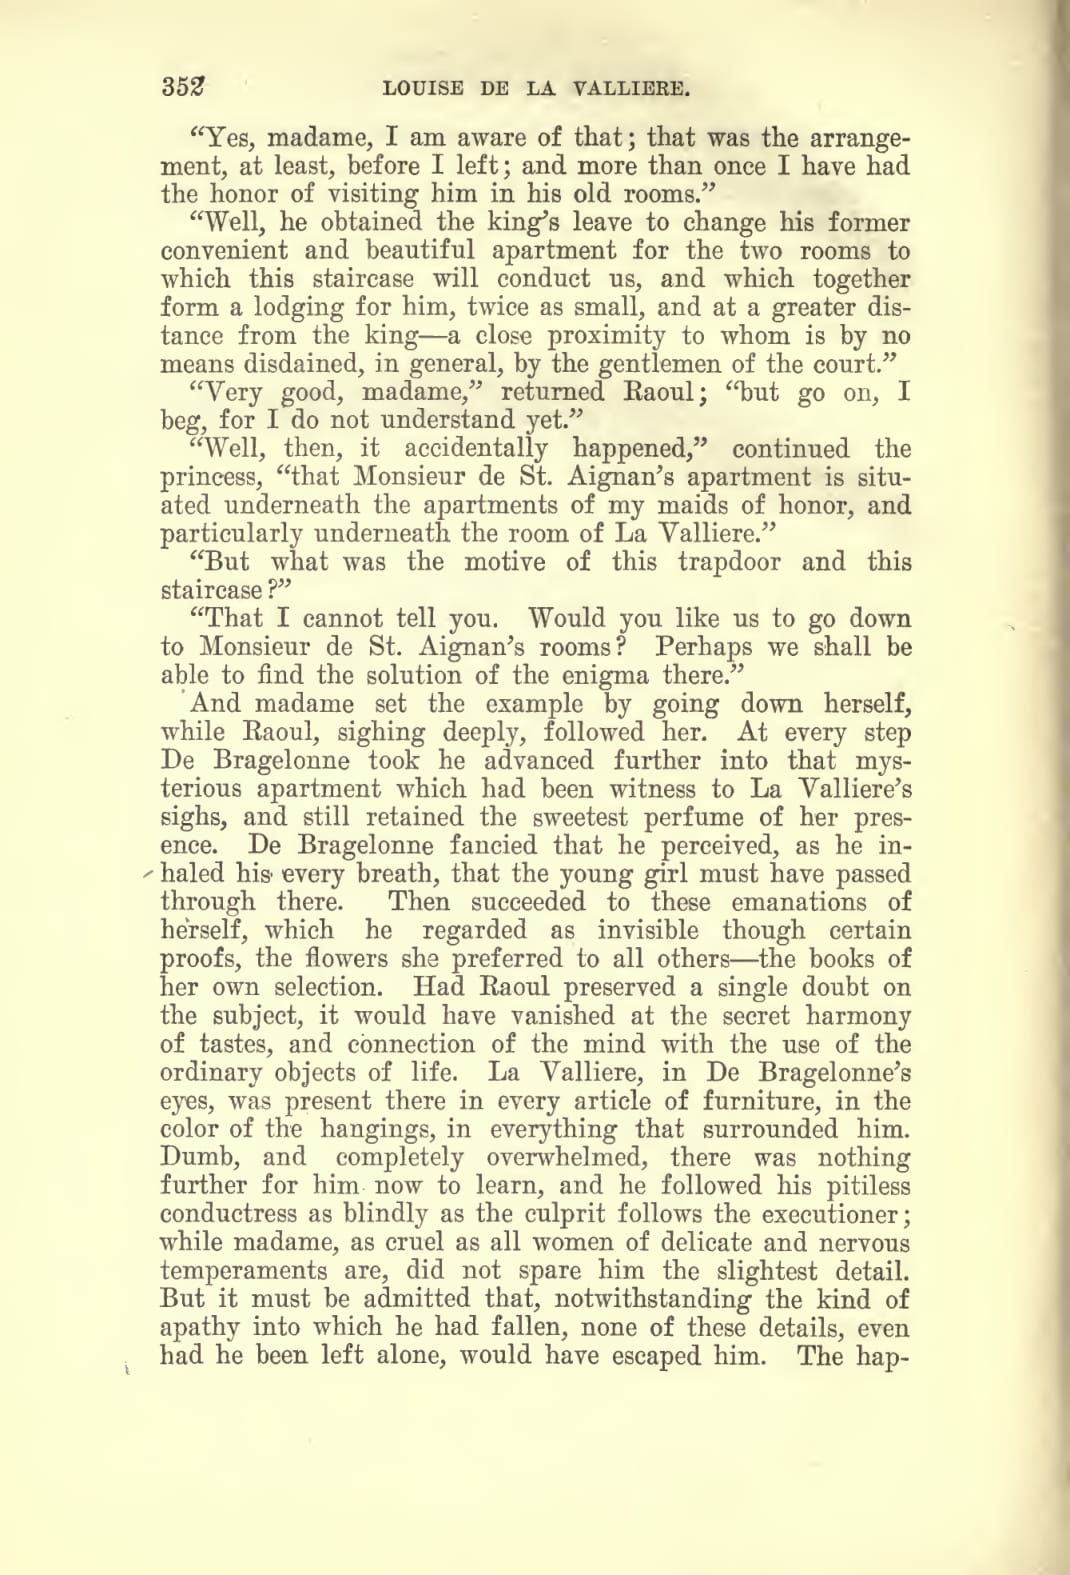 352 LOUISE DE LA VALLIERE.
“Yes, madame, I am aware of that; that was the arrange-
ment, at least, before I left; and more than once I have had
the honor of visiting him in his old rooms.”
“Well, he obtained the king’s leave to change his former
convenient and beautiful apartment for the two rooms to
which this staircase will conduct us, and which together
form a lodging for him, twice as small, and at a greater dis-
tance from the king—a close proximity to whom is by no
means disdained, in general, by the gentlemen of the court.”
“Very good, madame,” returned Raoul; “but go on, I
beg, for I do not understand yet.”
“Well, then, it accidentally happened,” continued the
princess, “that Monsieur de St. Aignan’s apartment is situ-
ated underneath the apartments of my maids of honor, and
particularly underneath the room of La Valliere.”
“But what was the motive of this trapdoor and this
staircase?”
“That I cannot tell you. Would you like us to go down
to Monsieur de St. Aignan’s rooms? Perhaps we shall be
able to find the solution of the enigma there.”
And madame set the example by going down herself,
while Raoul, sighing deeply, followed her. At every step
De Bragelonne took he advanced further into that mys-
terious apartment which had been witness to La Valliere’s
sighs, and still retained the sweetest perfume of her pres-
ence. De Bragelonne fancied that he perceived, as he in-
haled his every breath, that the young girl must have passed
through there. Then succeeded to these emanations of
herself, which he regarded as invisible though certain
proofs, the flowers she preferred to all others—the books of
her own selection. Had Raoul preserved a single doubt on
the subject, it would have vanished at the secret harmony
of tastes, and connection of the mind with the use of the
ordinary objects of life. La Valliere, in De Bragelonne’s
eyes, was present there in every article of furniture, in the
color of the hangings, in everything that surrounded him.
Dumb, and completely overwhelmed, there was nothing
further for him now to learn, and he followed his pitiless
conductress as blindly as the culprit follows the executioner;
while madame, as cruel as all women of delicate and nervous
temperaments are, did not spare him the slightest detail.
But it must be admitted that, notwithstanding the kind of
apathy into which he had fallen, none of these details, even
had he been left alone, would have escaped him. The hap-